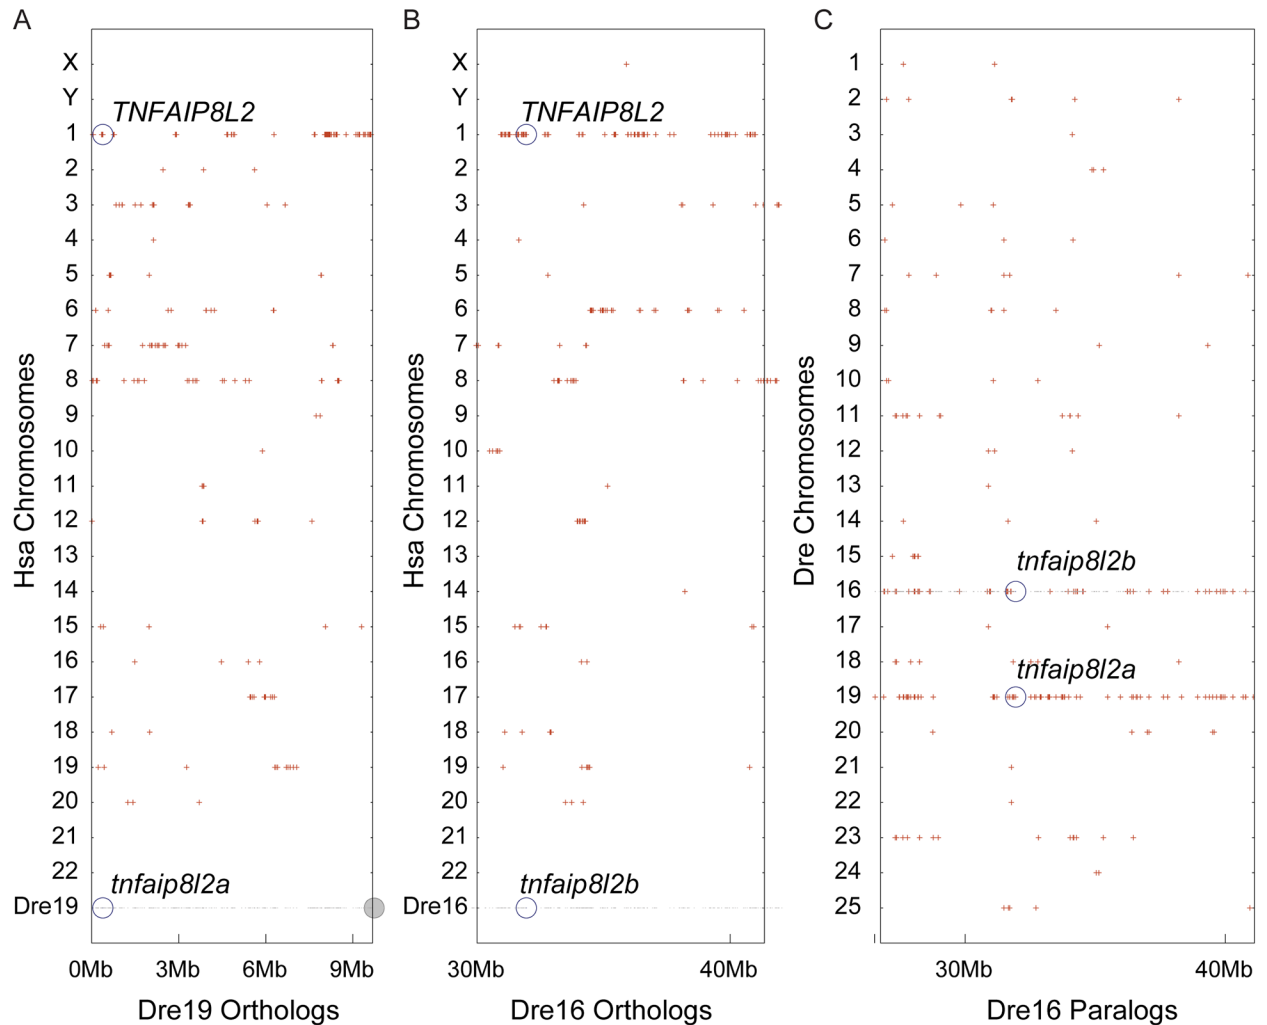 A
X
Y
1
2
3
4
5
6
7
8
9
10
11
12
13
14
15
16
17
18
19
20
21
22
Dre19
TNFAIP8L2
tnfaip8l2a
Hsa Chromosomes
0Mb 3Mb 6Mb 9Mb
Dre19 Orthologs
B
X
Y
1
2
3
4
5
6
7
8
9
10
11
12
13
14
15
16
17
18
19
20
21
22
Dre16
TNFAIP8L2
tnfaip8l2b
Hsa Chromosomes
30Mb 40Mb
Dre16 Orthologs
C
1
2
3
4
5
6
7
8
9
10
11
12
13
14
15
16
17
18
19
20
21
22
23
24
25
tnfaip8l2b
tnfaip8l2a
Dre Chromosomes
30Mb 40Mb
Dre16 Paralogs